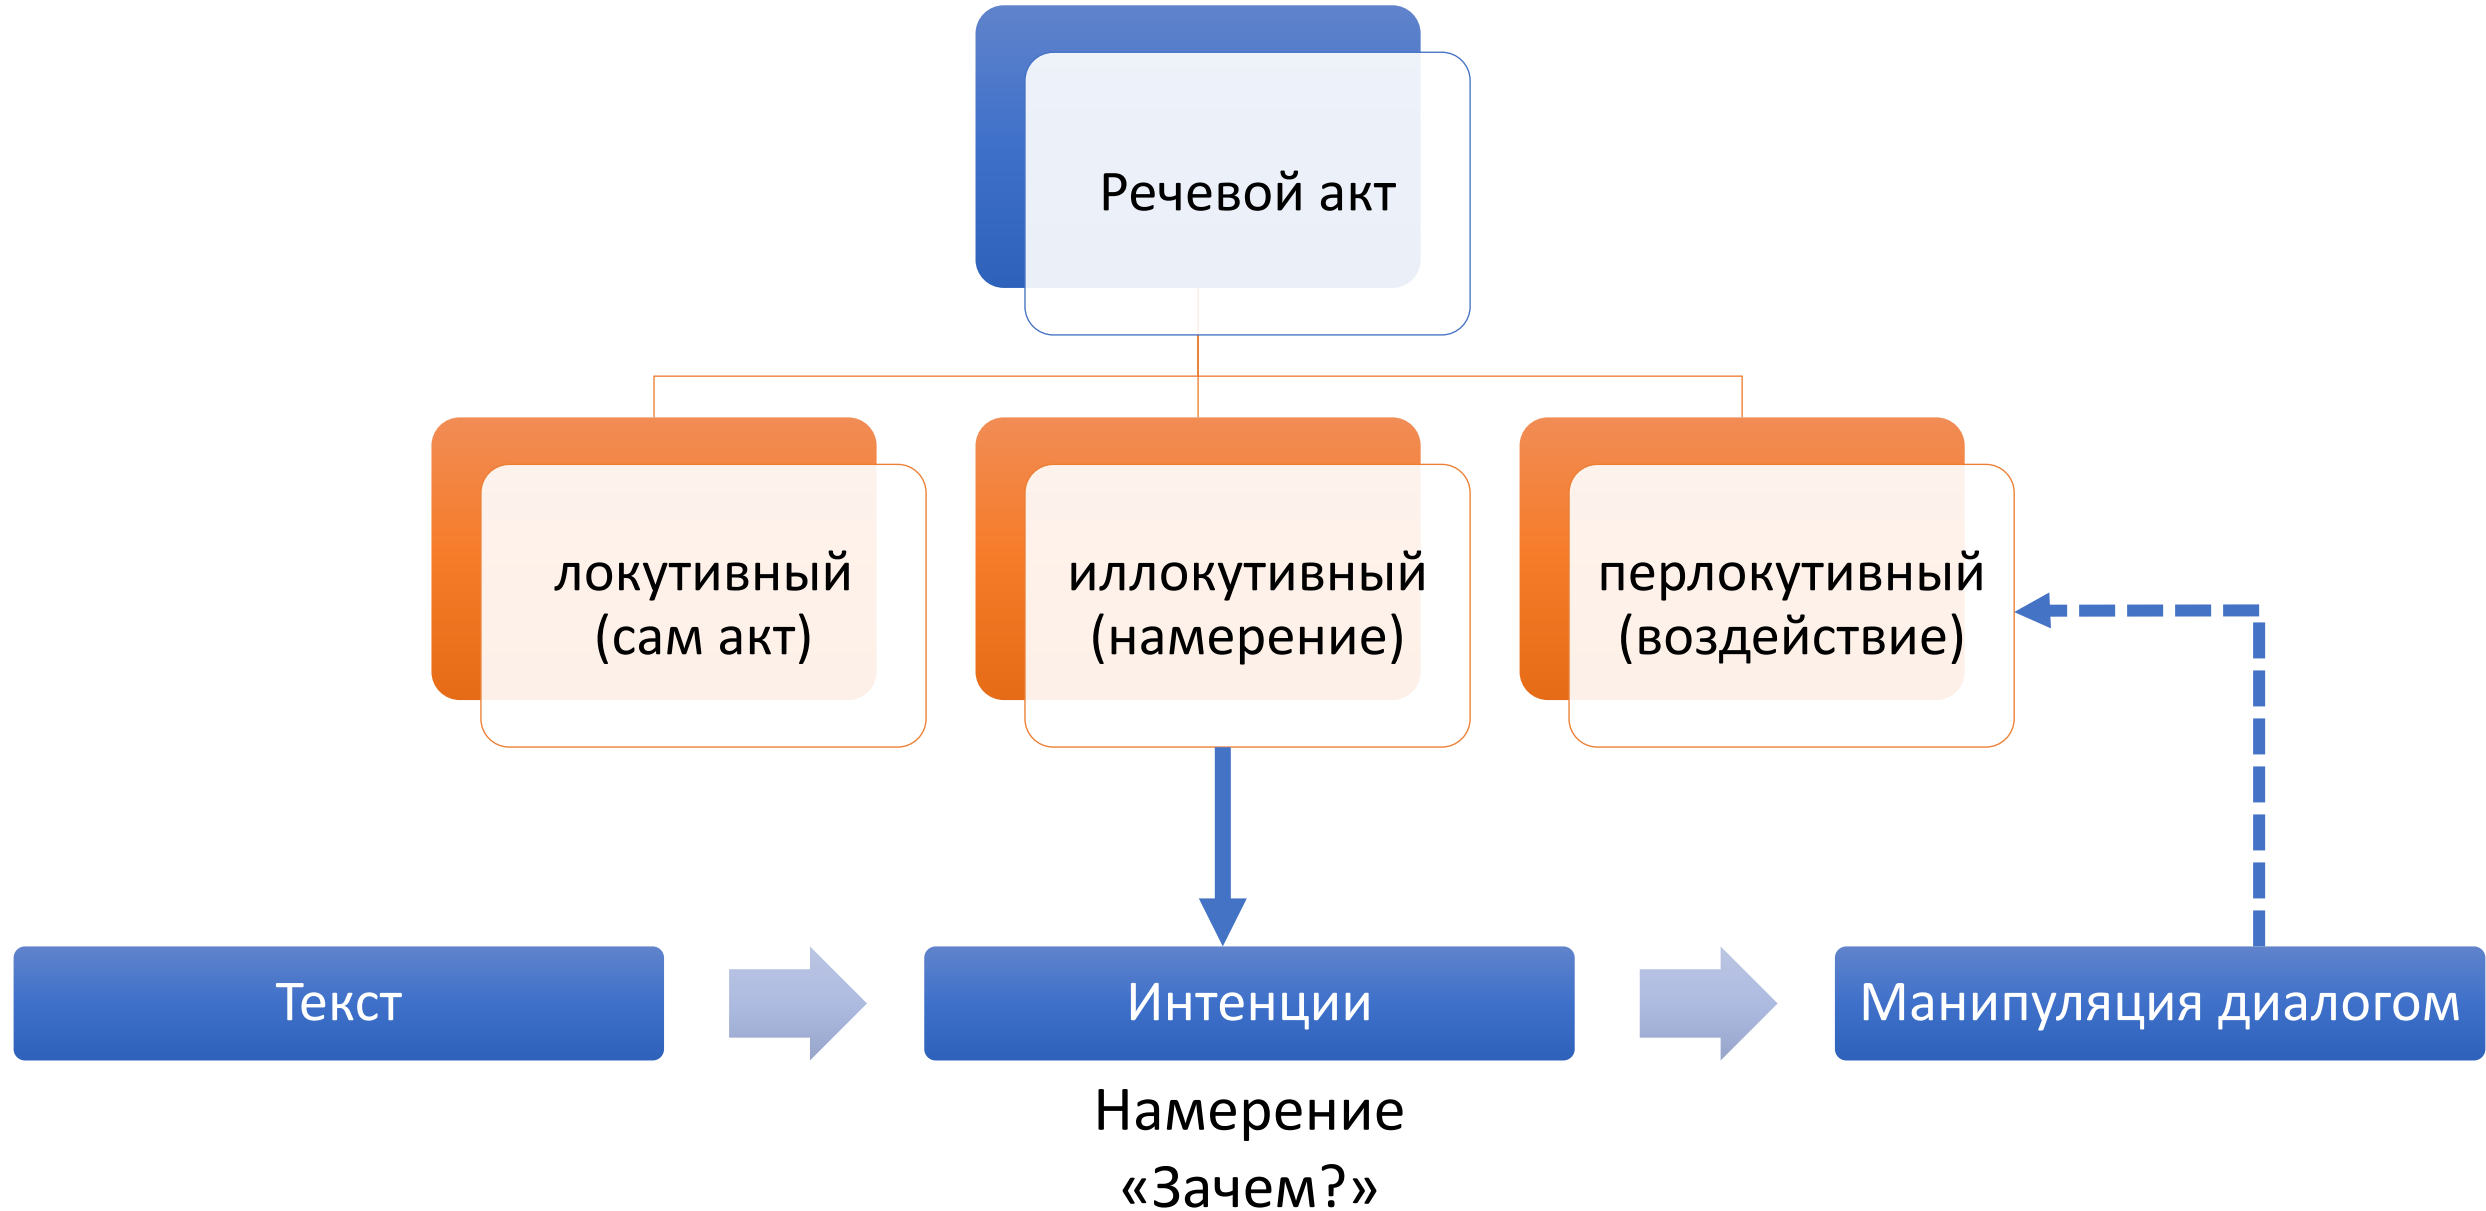 Речевой акт
локутивный
(сам акт)
иллокутивный
(намерение)
перлокутивный
(воздействие)
Текст
Интенции
Манипуляция диалогом
Намерение
«Зачем?»